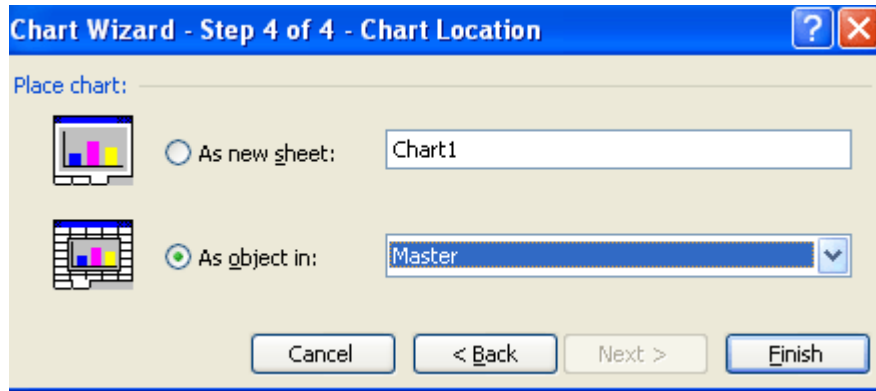 Chart Wizard - Step 4 of 4 - Chart Location
Place chart:
As new sheet: Chart1
As object in: Master
Cancel < Back Next > Finish